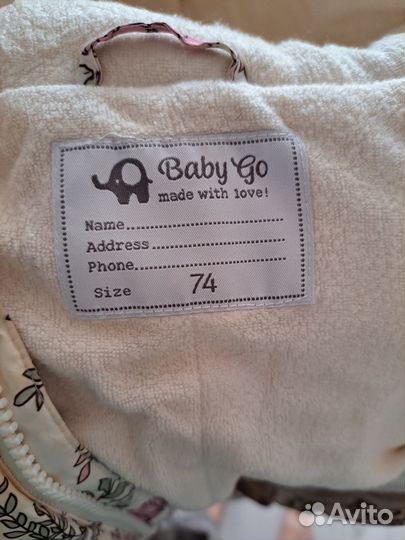 Baby Go
made with love!
Name..............................
Address........................
Phone............................
Size 74
Avito